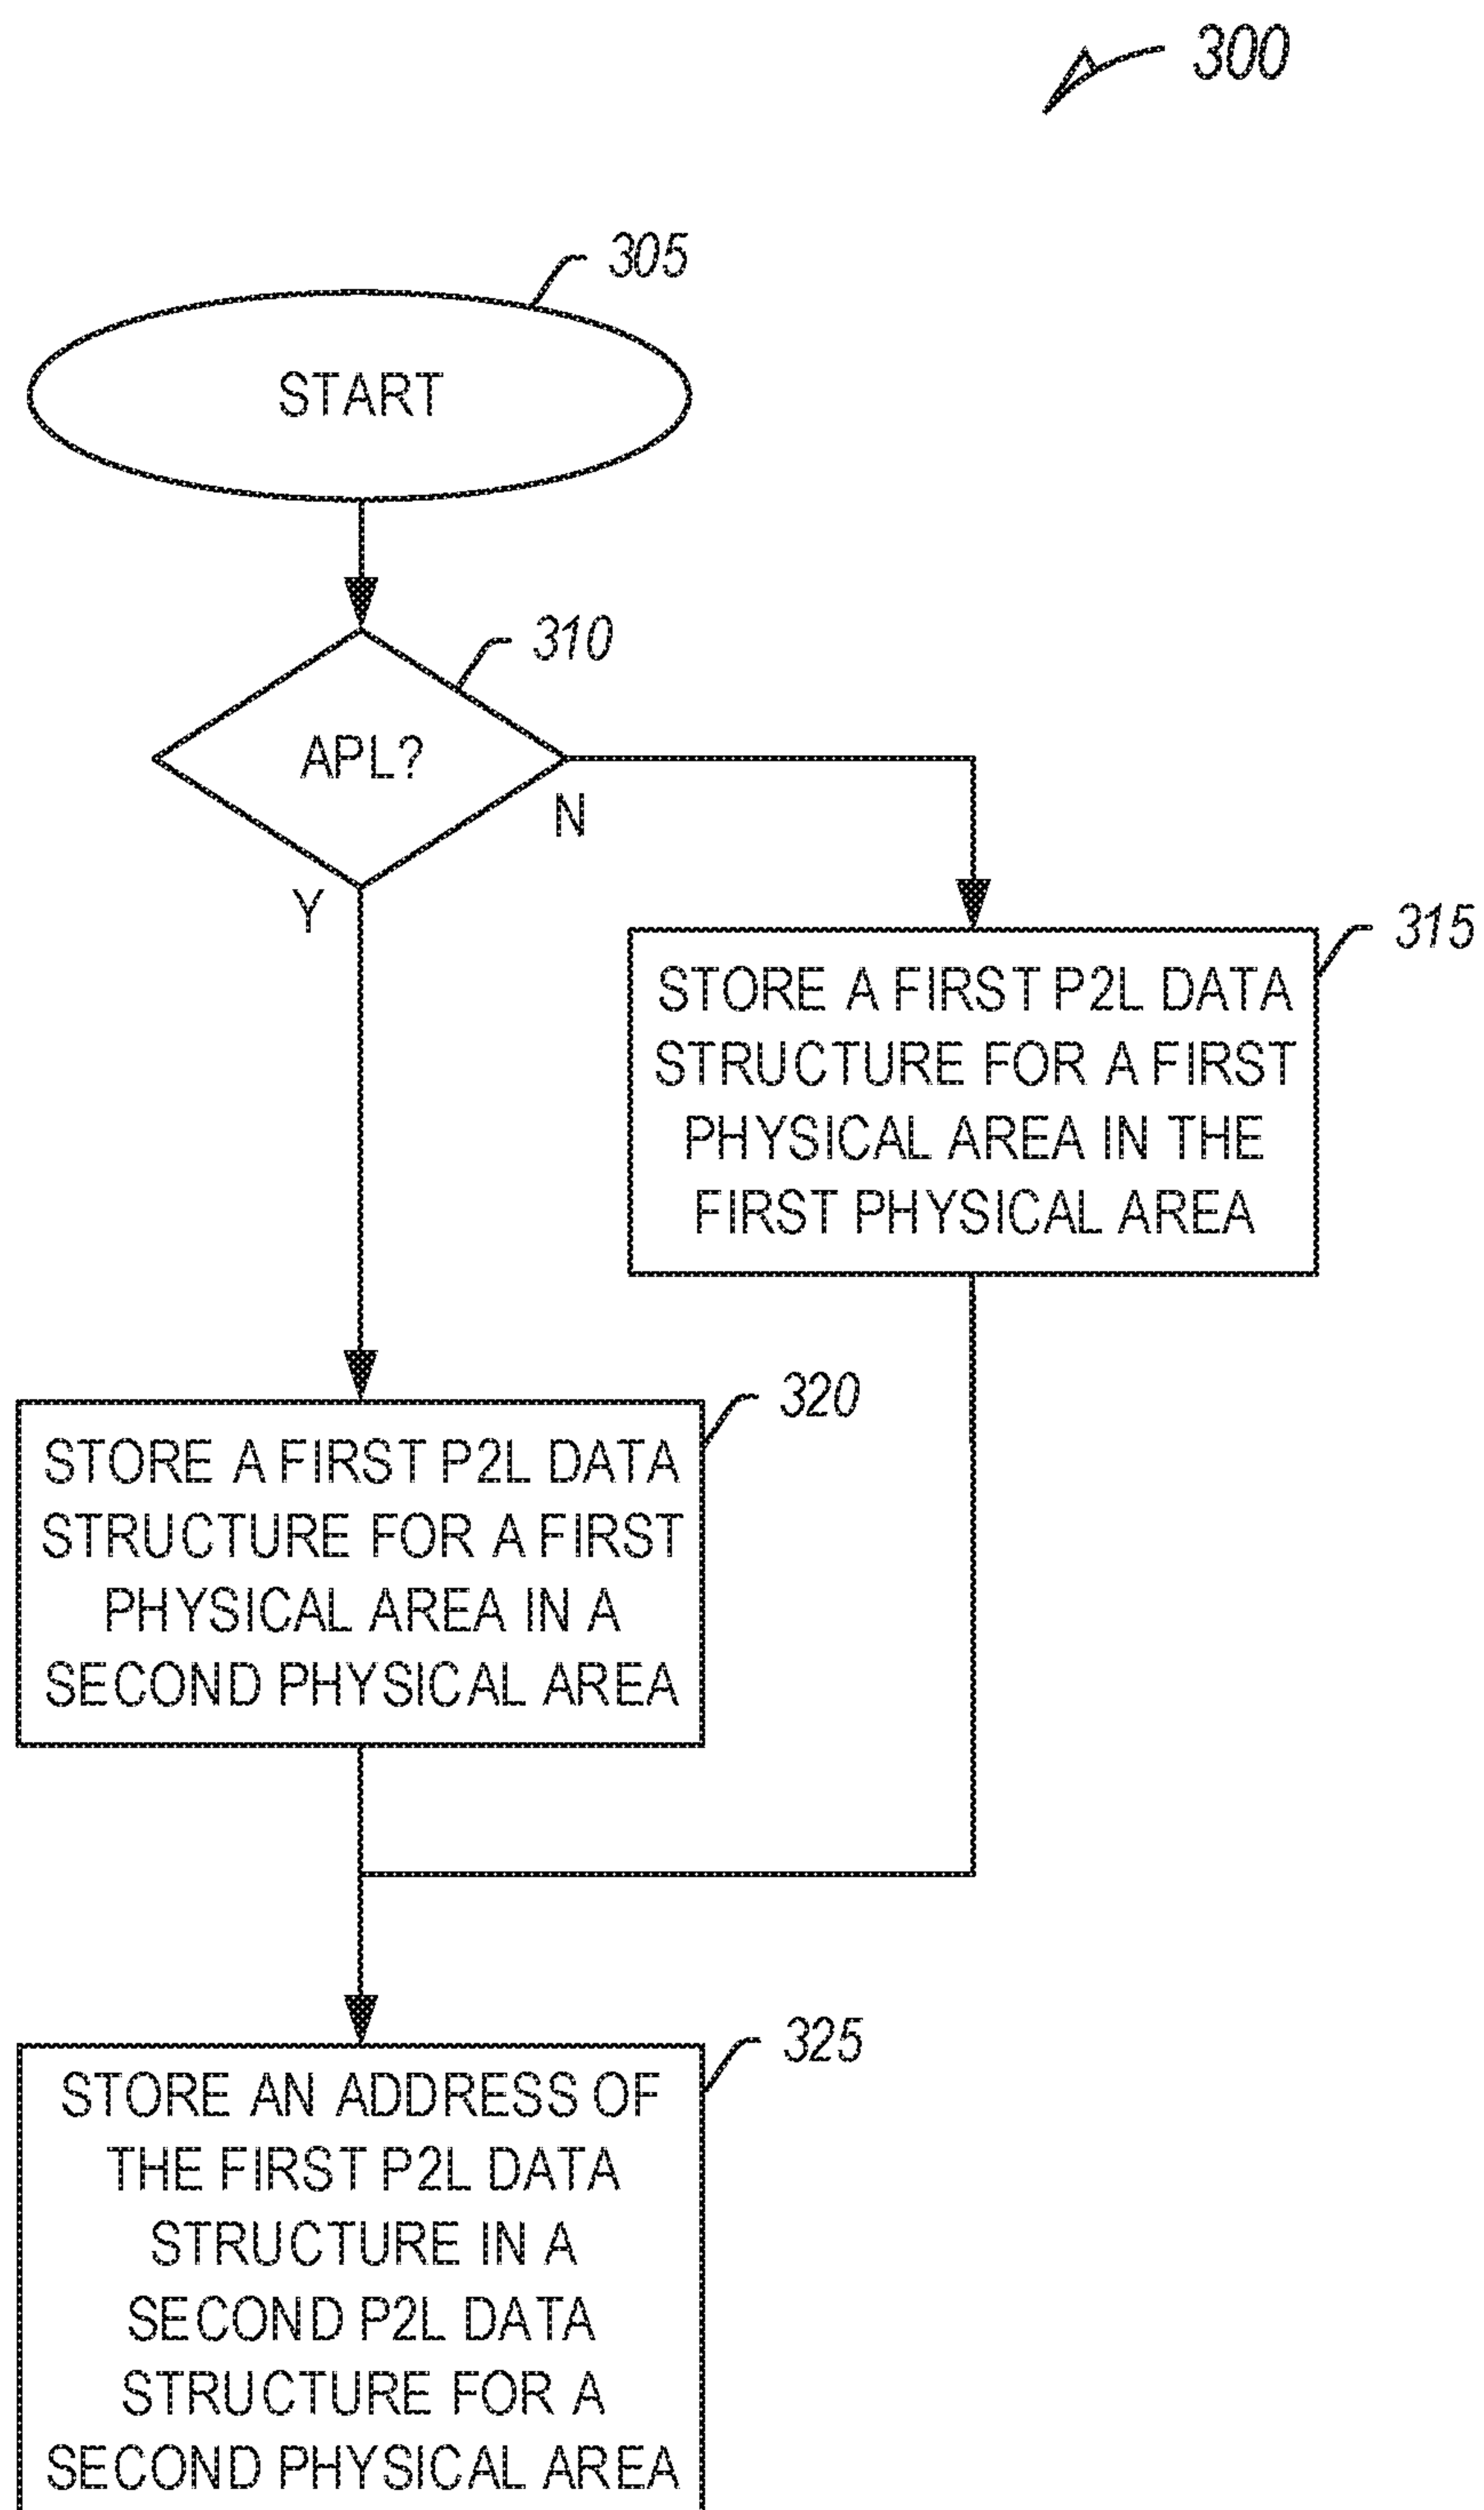 300
305
START
310
APL?
N
Y
315
STORE A FIRST P2L DATA
STRUCTURE FOR A FIRST
PHYSICAL AREA IN THE
FIRST PHYSICAL AREA
320
STORE A FIRST P2L DATA
STRUCTURE FOR A FIRST
PHYSICAL AREA IN A
SECOND PHYSICAL AREA
325
STORE AN ADDRESS OF
THE FIRST P2L DATA
STRUCTURE IN A
SECOND P2L DATA
STRUCTURE FOR A
SECOND PHYSICAL AREA